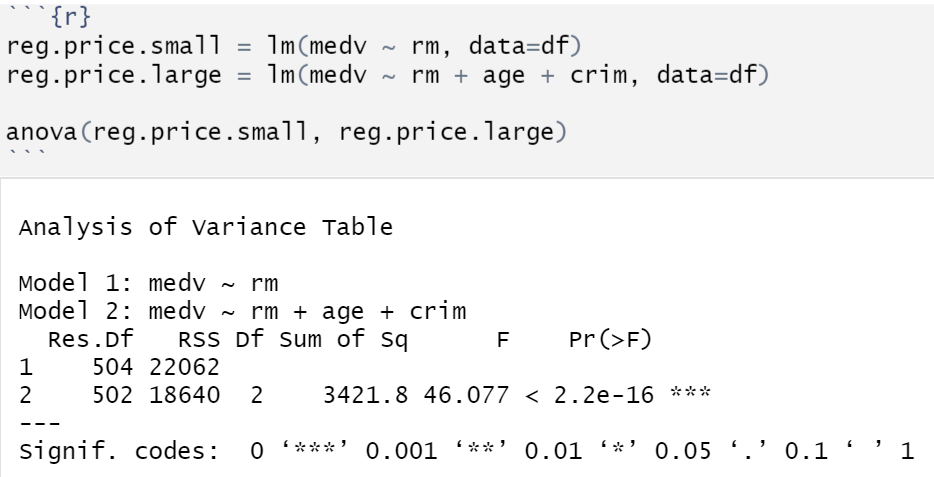 ```{r}
reg.price.small = lm(medv ~ rm, data=df)
reg.price.large = lm(medv ~ rm + age + crim, data=df)
anova(reg.price.small, reg.price.large)
```
Analysis of Variance Table
Model 1: medv ~ rm
Model 2: medv ~ rm + age + crim
  Res.Df   RSS Df Sum of Sq      F    Pr(>F)
1    504 22062
2    502 18640  2    3421.8 46.077 < 2.2e-16 ***
---
Signif. codes:  0 ‘***’ 0.001 ‘**’ 0.01 ‘*’ 0.05 ‘.’ 0.1 ‘ ’ 1